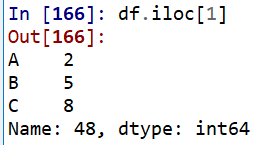 In [166]: df.iloc[1]
Out[166]:
A    2
B    5
C    8
Name: 48, dtype: int64